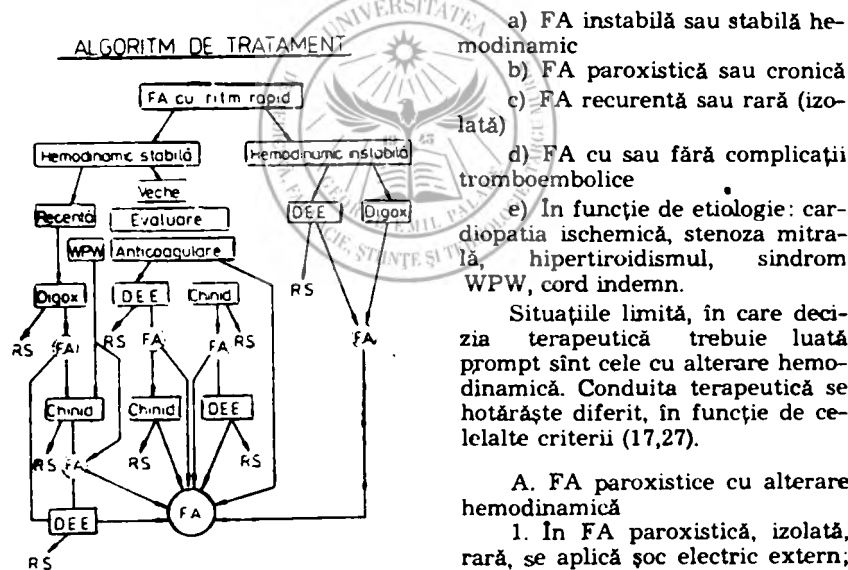 ALGORITM DE TRATAMENT
FA cu ritm rapid
Hemodinamic stabilă
Hemodinamic instabilă
Veche
Recentă
Evaluare
DEE
Digox
WPW
Anticoagulare
Digox
DEE
Chinid
RS
RS
FA
RS
FA
FA
RS
FA
Chinid
Chinid
DEE
RS
FA
RS
RS
DEE
FA
RS
a) FA instabilă sau stabilă he-
modinamic
b) FA paroxistică sau cronică
c) FA recurentă sau rară (izo-
lată)
d) FA cu sau fără complicații
tromboembolice
e) În funcție de etiologie: car-
diopatia ischemică, stenoza mitra-
lă, hipertiroidismul, sindrom
WPW, cord indemn.
Situațiile limită, în care deci-
zia terapeutică trebuie luată
prompt sînt cele cu alterare hemo-
dinamică. Conduita terapeutică se
hotărăște diferit, în funcție de ce-
lelalte criterii (17,27).
A. FA paroxistice cu alterare
hemodinamică
1. În FA paroxistică, izolată,
rară, se aplică șoc electric extern;
UNIVERSITATEA
EMIL PALADE
ȘTIINȚE ȘI